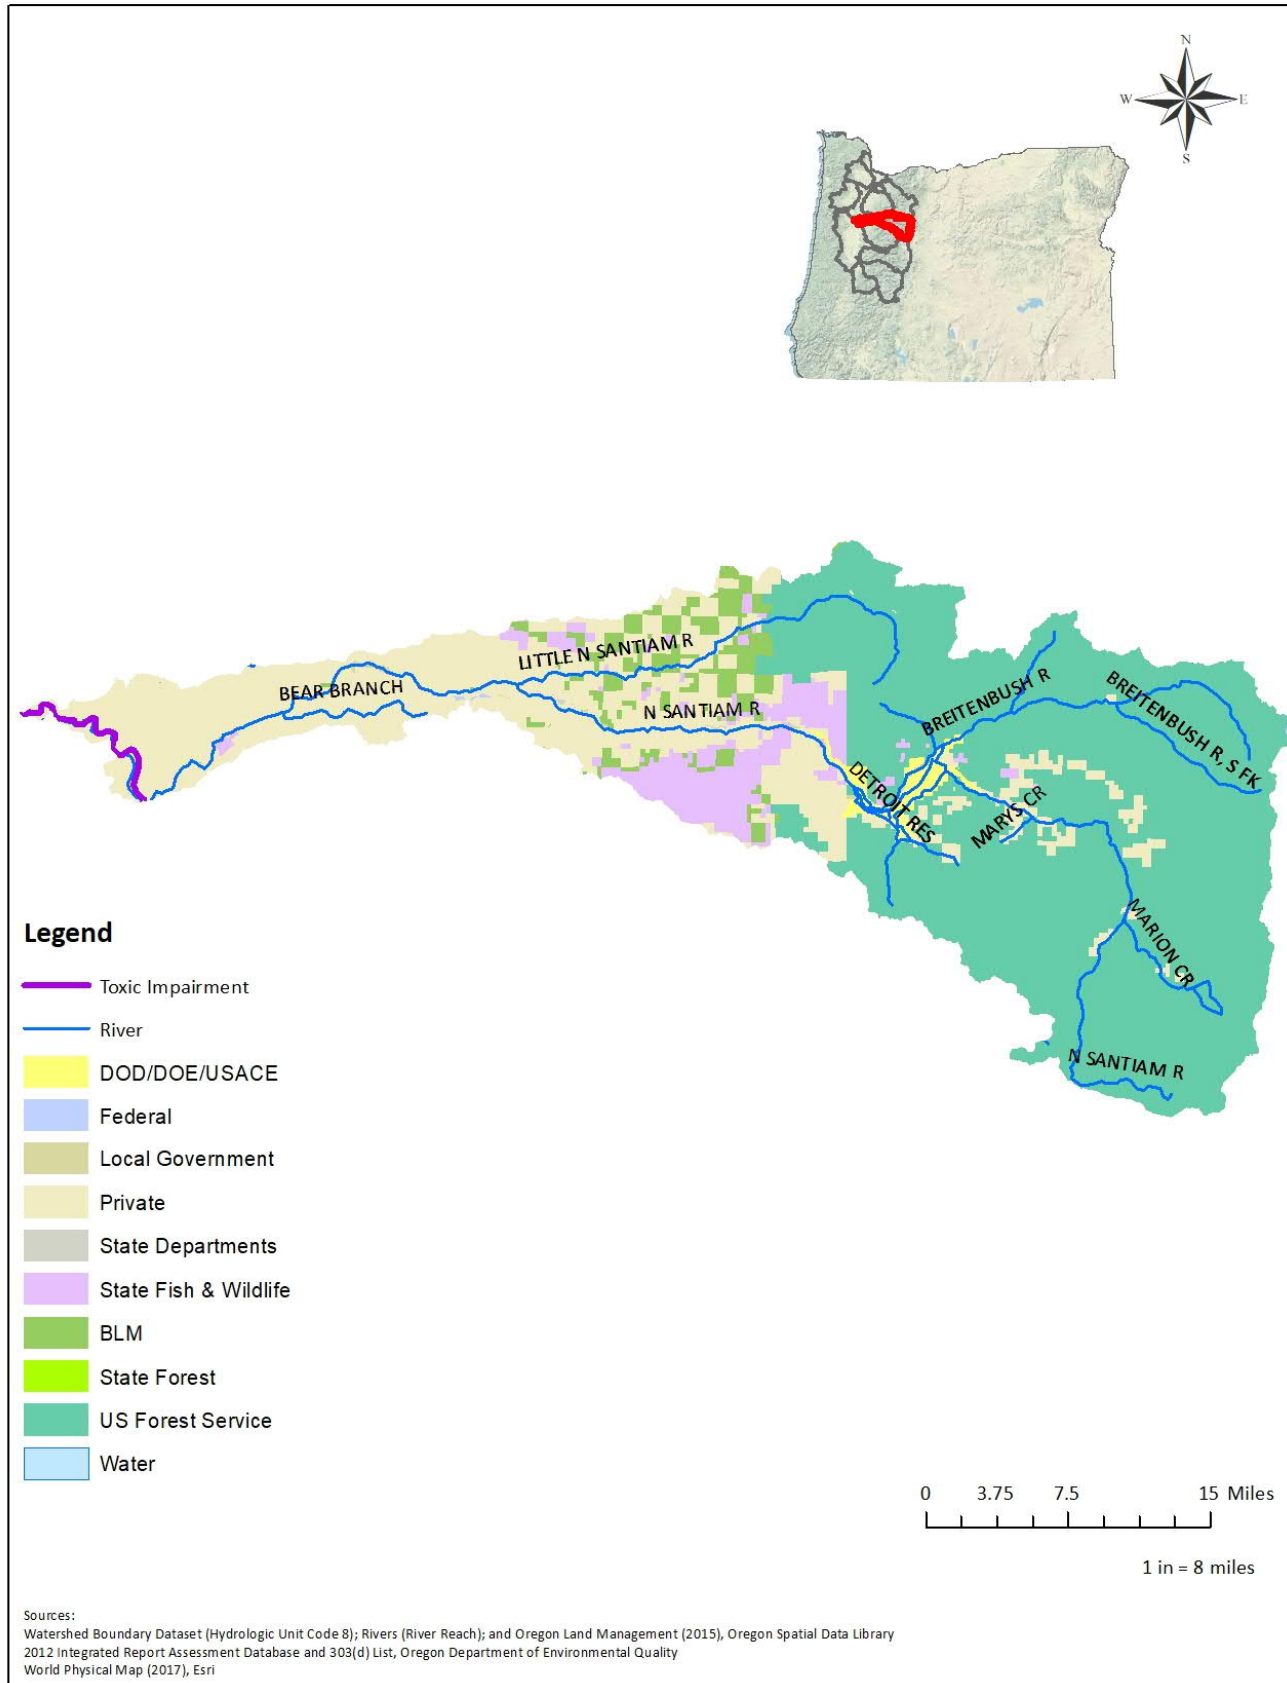 N
W E
S
BREITENBUSH R
BREITENBUSH R, S FK
LITTLE N SANTIAM R
BEAR BRANCH
N SANTIAM R
DETROIT RES
MARYS CR
MARION CR
N SANTIAM R
Legend
Toxic Impairment
River
DOD/DOE/USACE
Federal
Local Government
Private
State Departments
State Fish & Wildlife
BLM
State Forest
US Forest Service
Water
0 3.75 7.5 15 Miles
1 in = 8 miles
Sources:
Watershed Boundary Dataset (Hydrologic Unit Code 8); Rivers (River Reach); and Oregon Land Management (2015), Oregon Spatial Data Library
2012 Integrated Report Assessment Database and 303(d) List, Oregon Department of Environmental Quality
World Physical Map (2017), Esri